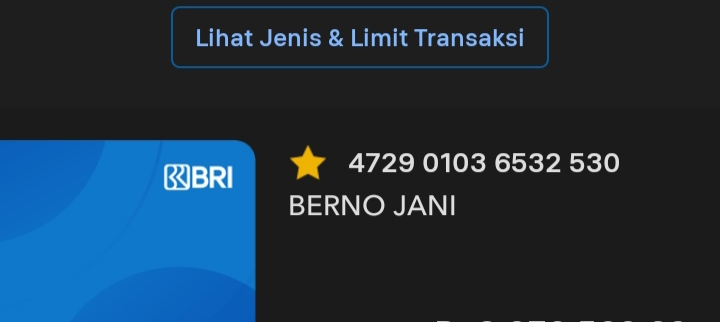 Lihat Jenis & Limit Transaksi
BRI
4729 0103 6532 530
BERNO JANI